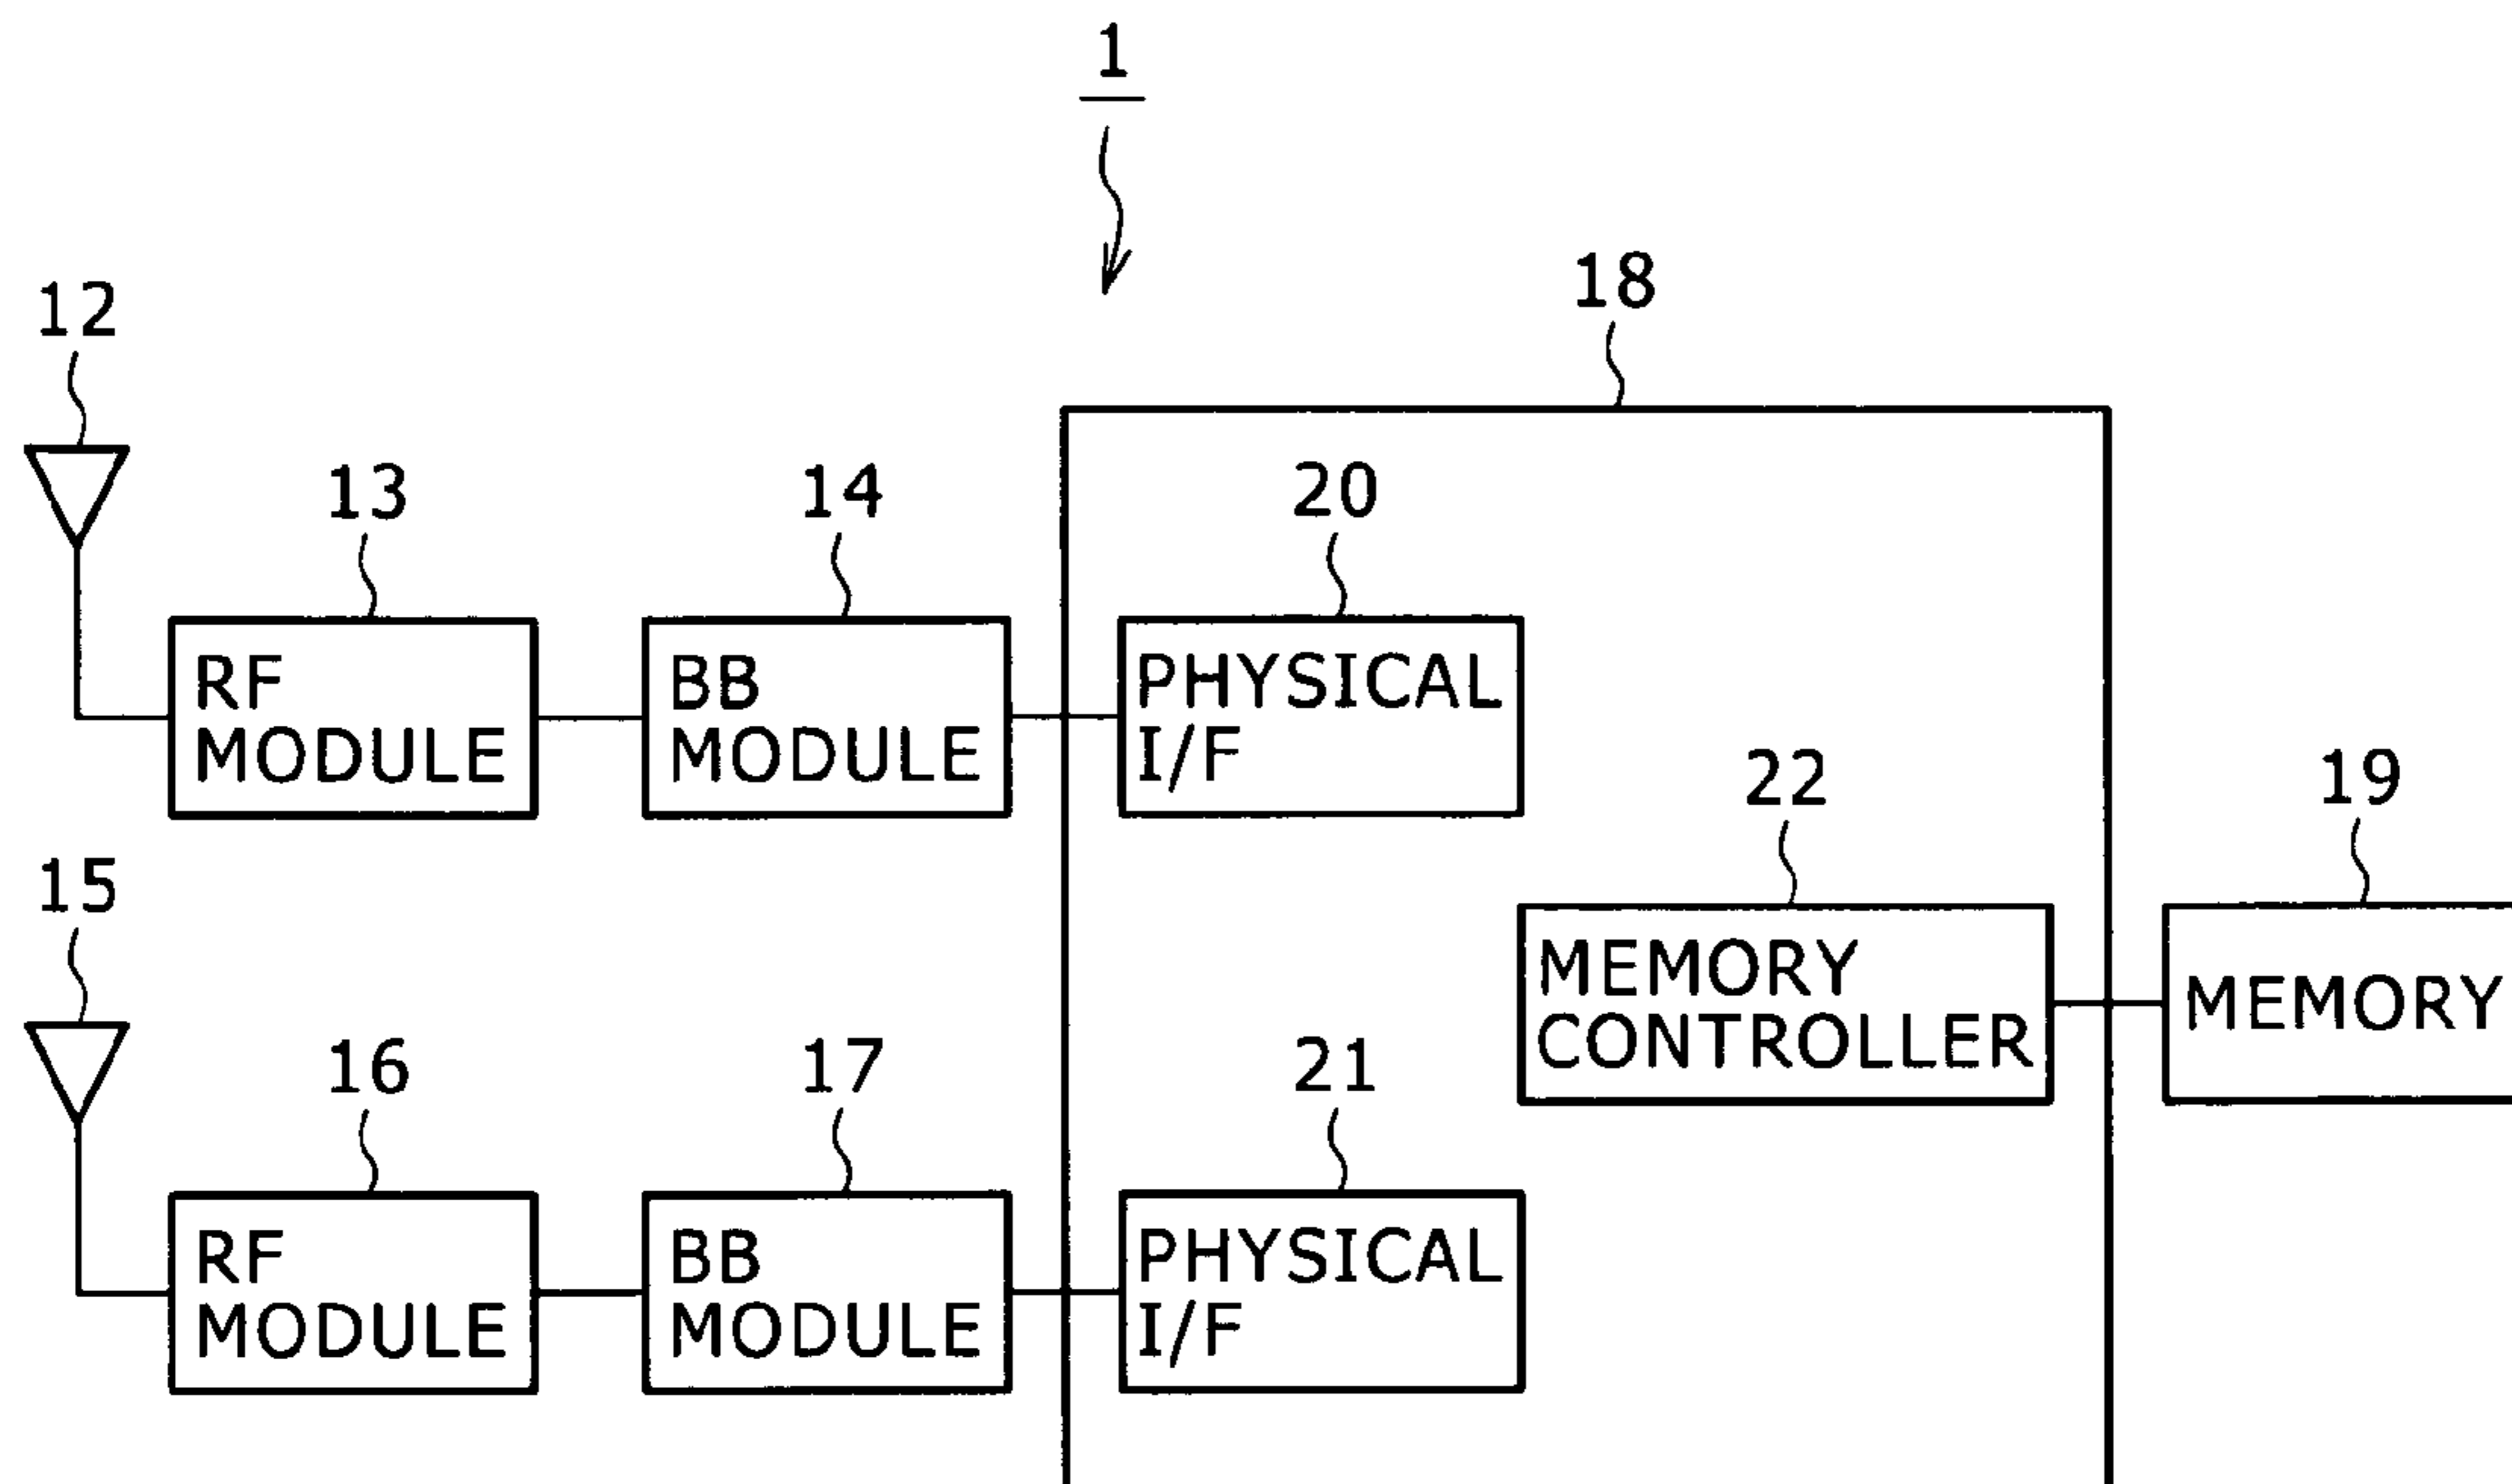 1
18
12
13
14
20
RF
MODULE
BB
MODULE
PHYSICAL
I/F
22
19
15
MEMORY
CONTROLLER
MEMORY
16
17
21
RF
MODULE
BB
MODULE
PHYSICAL
I/F